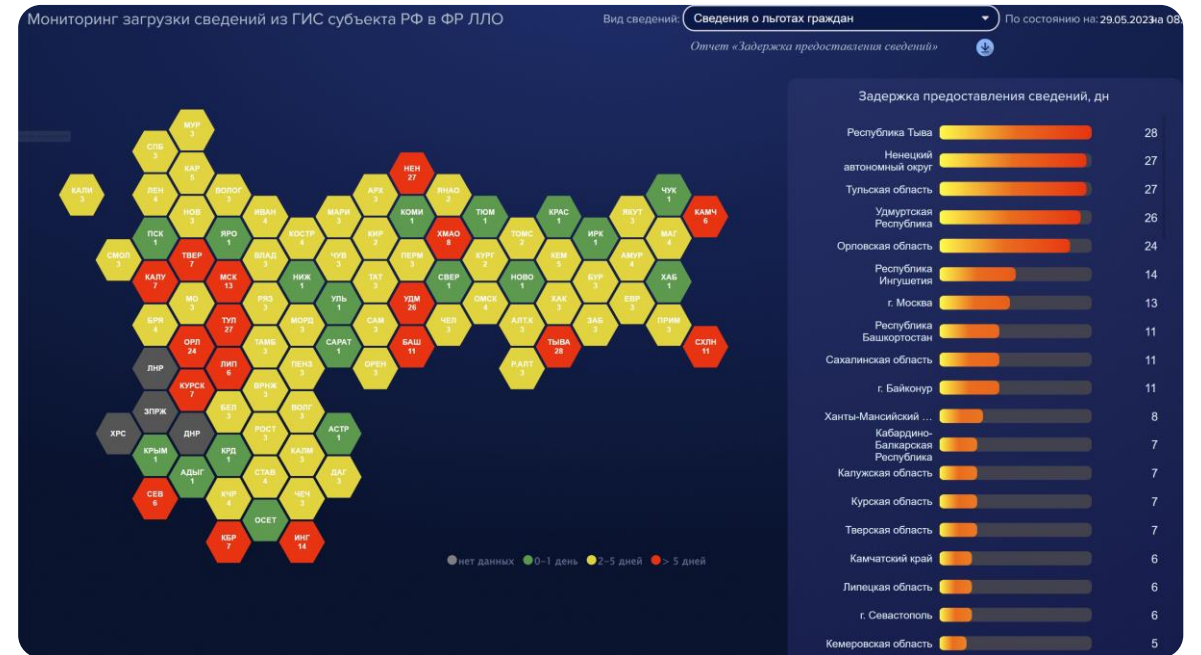 Мониторинг загрузки сведений из ГИС субъекта РФ в ФР ЛЛО
Вид сведений:
Сведения о льготах граждан
По состоянию на: 29.05.2023
на 08.
Отчет «Задержка предоставления сведений»
МУР
3
СПБ
3
КАР
5
КАЛИ
3
ЛЕН
4
ВОЛОГ
3
НОВ
3
ИВАН
4
АРХ
3
НЕН
27
ЯНАО
2
ЧУК
1
ПСК
1
ЯРО
1
КОСТР
4
МАРИ
3
КИР
2
КОМИ
1
ХМАО
8
ТЮМ
1
ТОМС
2
КРАС
1
ИРК
1
ЯКУТ
3
МАГ
4
КАМЧ
6
СМОЛ
3
ТВЕР
7
ВЛАД
3
ЧУВ
3
ПЕРМ
3
КУРГ
2
КЕМ
5
АМУР
4
КАЛУ
7
МСК
13
НИЖ
1
ТАТ
3
СВЕР
1
НОВО
1
БУР
3
ХАБ
1
МО
3
РЯЗ
3
УЛЬ
1
УДМ
26
ОМСК
4
ХАК
3
ЕВР
3
БРЯ
4
ТУЛ
27
МОРД
3
САМ
3
ЧЕЛ
3
АЛТ.К
3
ЗАБ
3
ПРИМ
3
ОРЛ
24
ТАМБ
3
САРАТ
1
БАШ
11
ТЫВА
28
СХЛН
11
ЛНР
ЛИП
6
ПЕНЗ
3
ОРЕН
3
Р.АЛТ
3
КУРСК
7
ВРНЖ
3
ЗПРЖ
БЕЛ
3
ВОЛГ
3
ХРС
ДНР
РОСТ
3
АСТР
1
КРЫМ
1
КРД
1
КАЛМ
3
АДЫГ
1
СТАВ
4
ДАГ
3
СЕВ
6
КЧР
4
ЧЕЧ
3
ОСЕТ
КБР
7
ИНГ
14
нет данных
0–1 день
2–5 дней
> 5 дней
Задержка предоставления сведений, дн
Республика Тыва 28
Ненецкий
автономный округ 27
Тульская область 27
Удмуртская
Республика 26
Орловская область 24
Республика
Ингушетия 14
г. Москва 13
Республика
Башкортостан 11
Сахалинская область 11
г. Байконур 11
Ханты-Мансийский ... 8
Кабардино-
Балкарская
Республика 7
Калужская область 7
Курская область 7
Тверская область 7
Камчатский край 6
Липецкая область 6
г. Севастополь 6
Кемеровская область 5